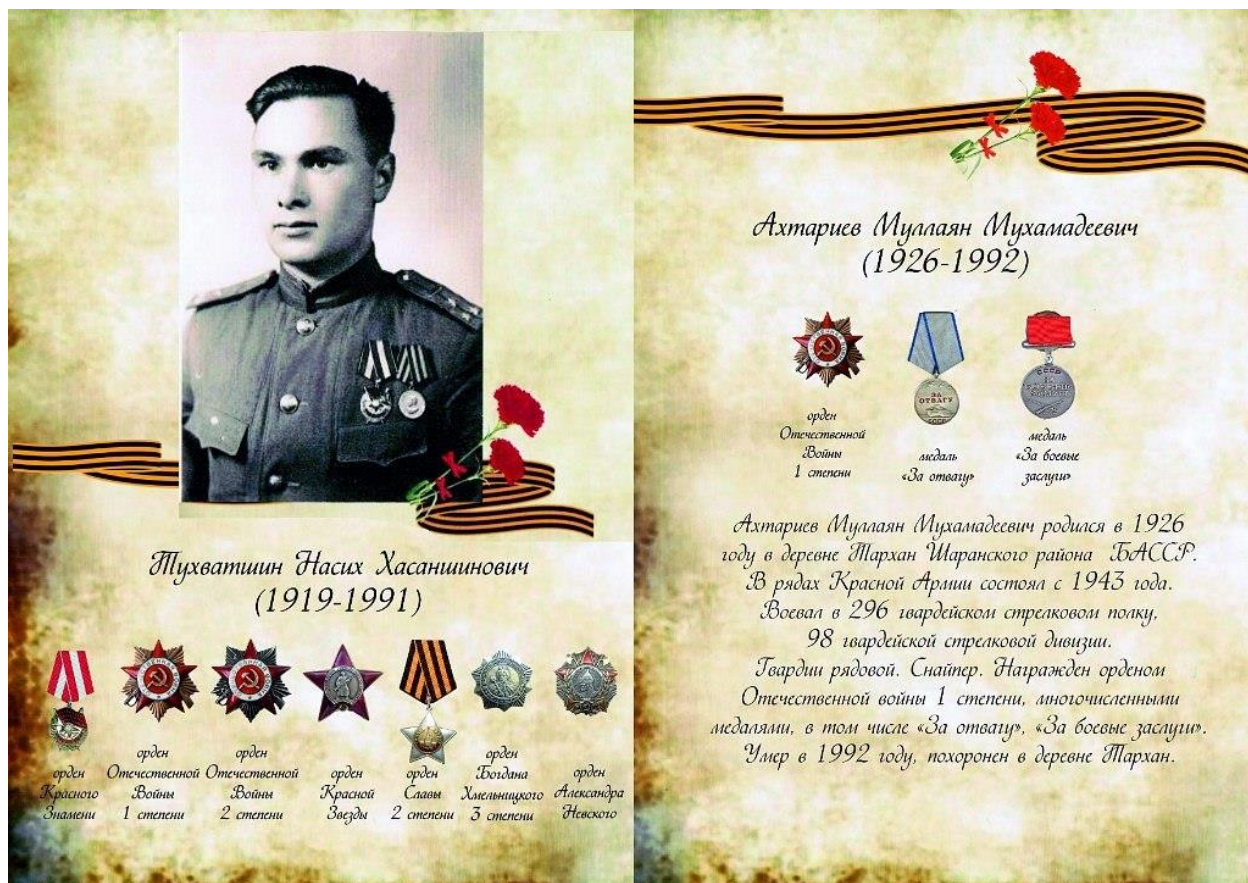 Тухватшин Насих Хасаншинович
(1919-1991)
орден
Красного
Знамени
орден
Отечественной
Войны
1 степени
орден
Отечественной
Войны
2 степени
орден
Красной
Звезды
орден
Славы
2 степени
орден
Богдана
Хмельницкого
3 степени
орден
Александра
Невского
Ахтариев Муллаян Мухамадеевич
(1926-1992)
орден
Отечественной
Войны
1 степени
ЗА
ОТВАГУ
СССР
медаль
«За отвагу»
СССР
медаль
«За боевые
заслуги»
Ахтариев Муллаян Мухамадеевич родился в 1926
году в деревне Тархан Шаранского района БАССР.
В рядах Красной Армии состоял с 1943 года.
Воевал в 296 гвардейском стрелковом полку,
98 гвардейской стрелковой дивизии.
Гвардии рядовой. Снайпер. Награжден орденом
Отечественной войны 1 степени, многочисленными
медалями, в том числе «За отвагу», «За боевые заслуги».
Умер в 1992 году, похоронен в деревне Тархан.